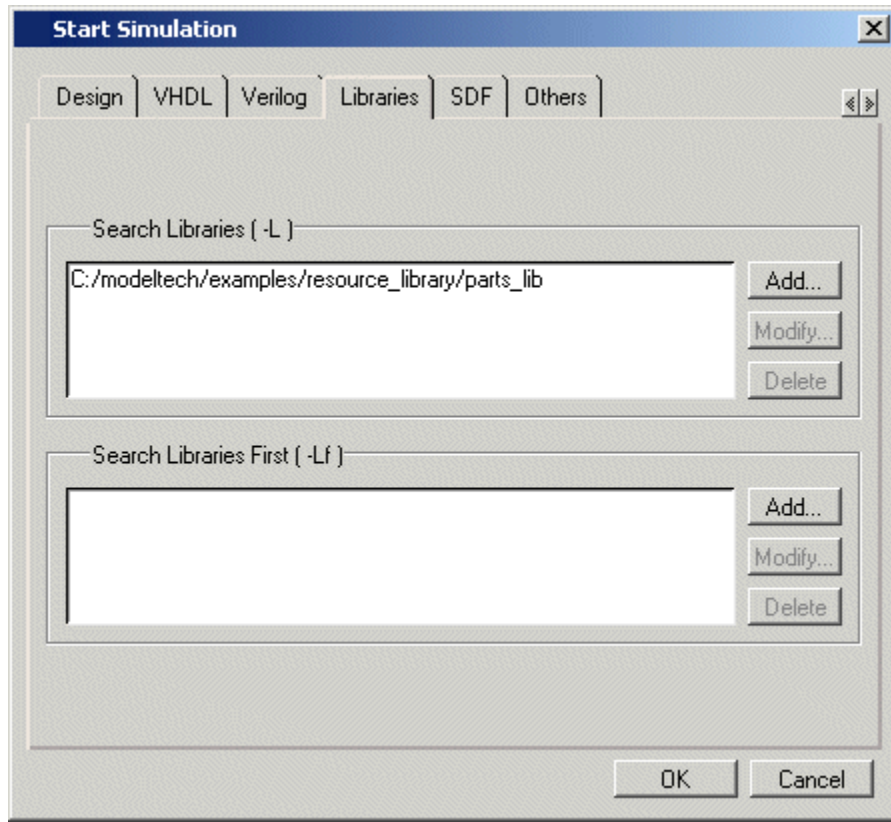 Start Simulation
Design VHDL Verilog Libraries SDF Others
Search Libraries ( -L )
C:/modeltech/examples/resource_library/parts_lib
Add...
Modify...
Delete
Search Libraries First ( -Lf )
Add...
Modify...
Delete
OK Cancel